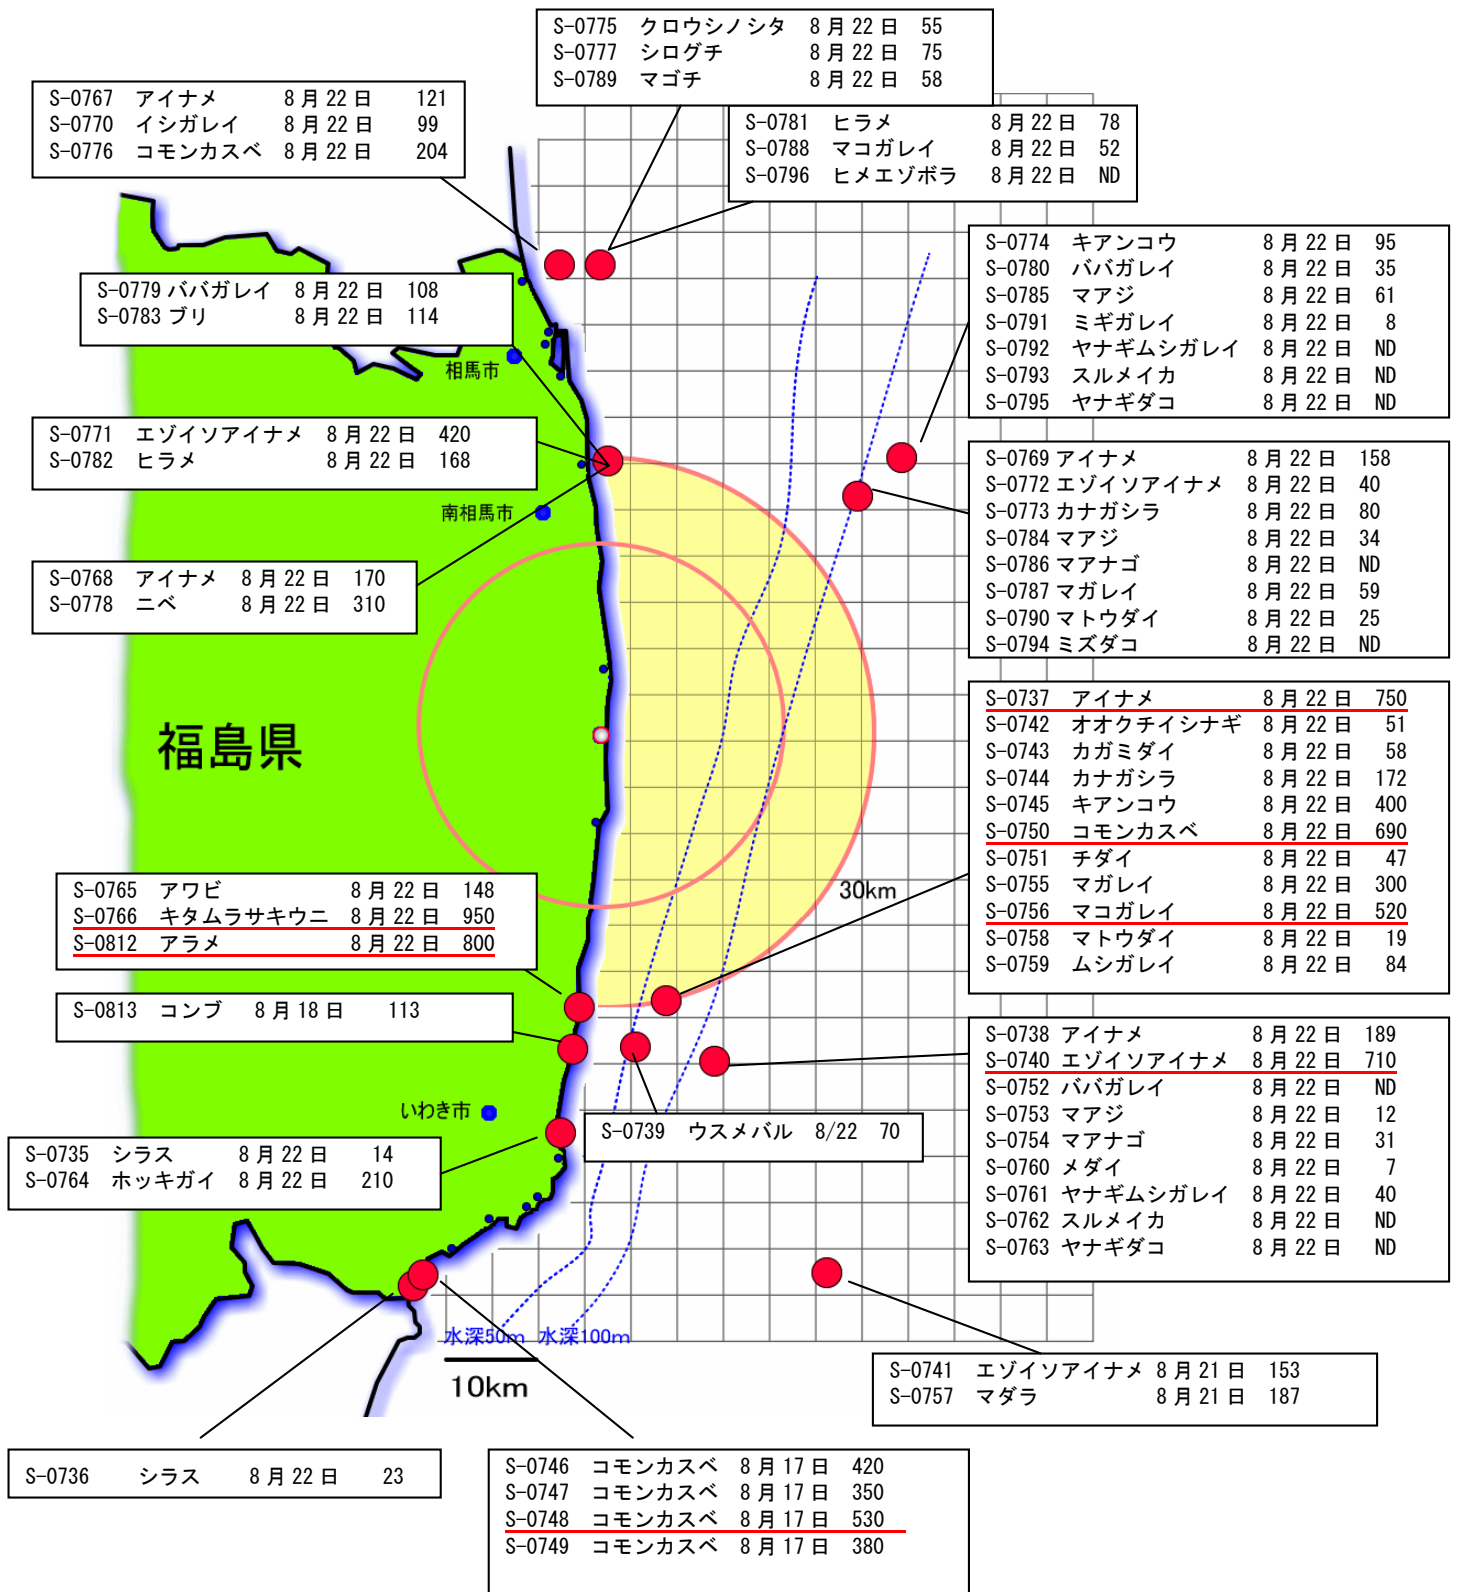 S-0775 クロウシノシタ 8月22日 55
S-0777 シログチ 8月22日 75
S-0789 マゴチ 8月22日 58
S-0767 アイナメ 8月22日 121
S-0770 イシガレイ 8月22日 99
S-0776 コモンカスベ 8月22日 204
S-0781 ヒラメ 8月22日 78
S-0788 マコガレイ 8月22日 52
S-0796 ヒメエゾボラ 8月22日 ND
S-0774 キアンコウ 8月22日 95
S-0780 ババガレイ 8月22日 35
S-0785 マアジ 8月22日 61
S-0791 ミギガレイ 8月22日 8
S-0792 ヤナギムシガレイ 8月22日 ND
S-0793 スルメイカ 8月22日 ND
S-0795 ヤナギダコ 8月22日 ND
S-0779 ババガレイ 8月22日 108
S-0783 ブリ 8月22日 114
相馬市
S-0771 エゾイソアイナメ 8月22日 420
S-0782 ヒラメ 8月22日 168
S-0769 アイナメ 8月22日 158
S-0772 エゾイソアイナメ 8月22日 40
S-0773 カナガシラ 8月22日 80
S-0784 マアジ 8月22日 34
S-0786 マアナゴ 8月22日 ND
S-0787 マガレイ 8月22日 59
S-0790 マトウダイ 8月22日 25
S-0794 ミズダコ 8月22日 ND
南相馬市
S-0768 アイナメ 8月22日 170
S-0778 ニベ 8月22日 310
福島県
S-0737 アイナメ 8月22日 750
S-0742 オオクチイシナギ 8月22日 51
S-0743 カガミダイ 8月22日 58
S-0744 カナガシラ 8月22日 172
S-0745 キアンコウ 8月22日 400
S-0750 コモンカスベ 8月22日 690
S-0751 チダイ 8月22日 47
S-0755 マガレイ 8月22日 300
S-0756 マコガレイ 8月22日 520
S-0758 マトウダイ 8月22日 19
S-0759 ムシガレイ 8月22日 84
30km
S-0765 アワビ 8月22日 148
S-0766 キタムラサキウニ 8月22日 950
S-0812 アラメ 8月22日 800
S-0813 コンブ 8月18日 113
S-0738 アイナメ 8月22日 189
S-0740 エゾイソアイナメ 8月22日 710
S-0752 ババガレイ 8月22日 ND
S-0753 マアジ 8月22日 12
S-0754 マアナゴ 8月22日 31
S-0760 メダイ 8月22日 7
S-0761 ヤナギムシガレイ 8月22日 40
S-0762 スルメイカ 8月22日 ND
S-0763 ヤナギダコ 8月22日 ND
いわき市
S-0739 ウスメバル 8/22 70
S-0735 シラス 8月22日 14
S-0764 ホッキガイ 8月22日 210
水深50m 水深100m
10km
S-0741 エゾイソアイナメ 8月21日 153
S-0757 マダラ 8月21日 187
S-0736 シラス 8月22日 23
S-0746 コモンカスベ 8月17日 420
S-0747 コモンカスベ 8月17日 350
S-0748 コモンカスベ 8月17日 530
S-0749 コモンカスベ 8月17日 380